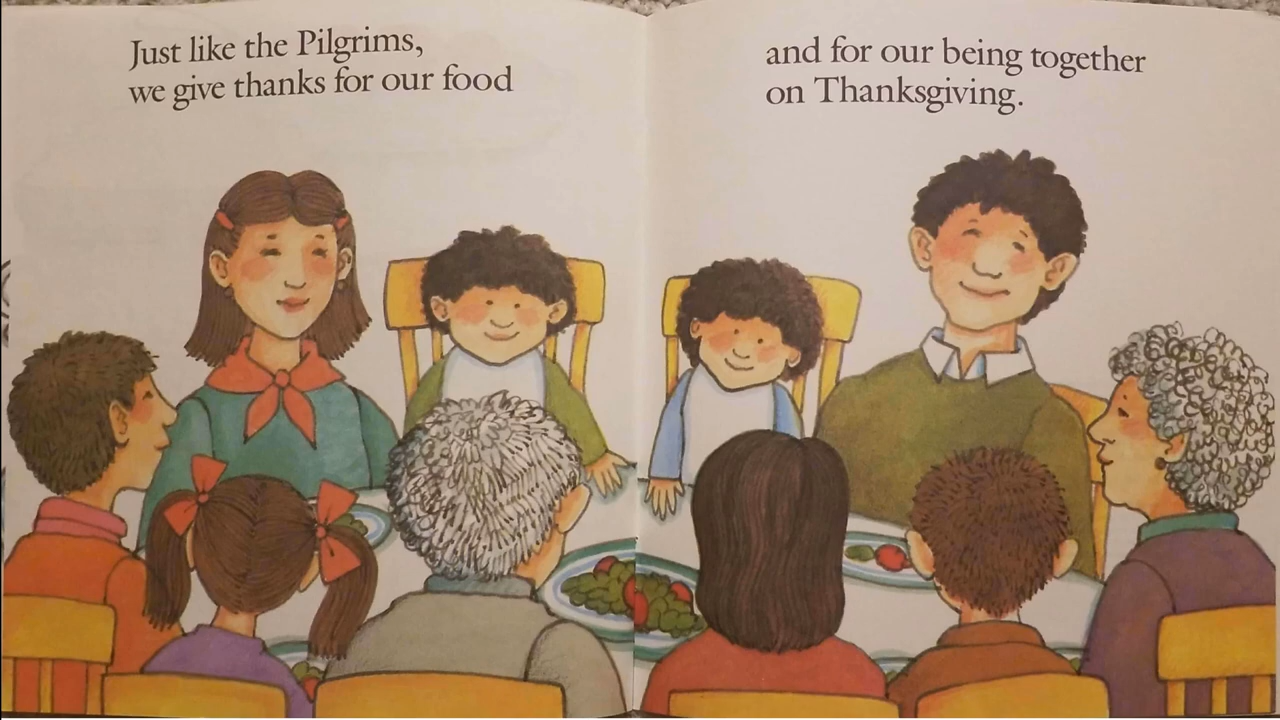 Just like the Pilgrims,
we give thanks for our food
and for our being together
on Thanksgiving.